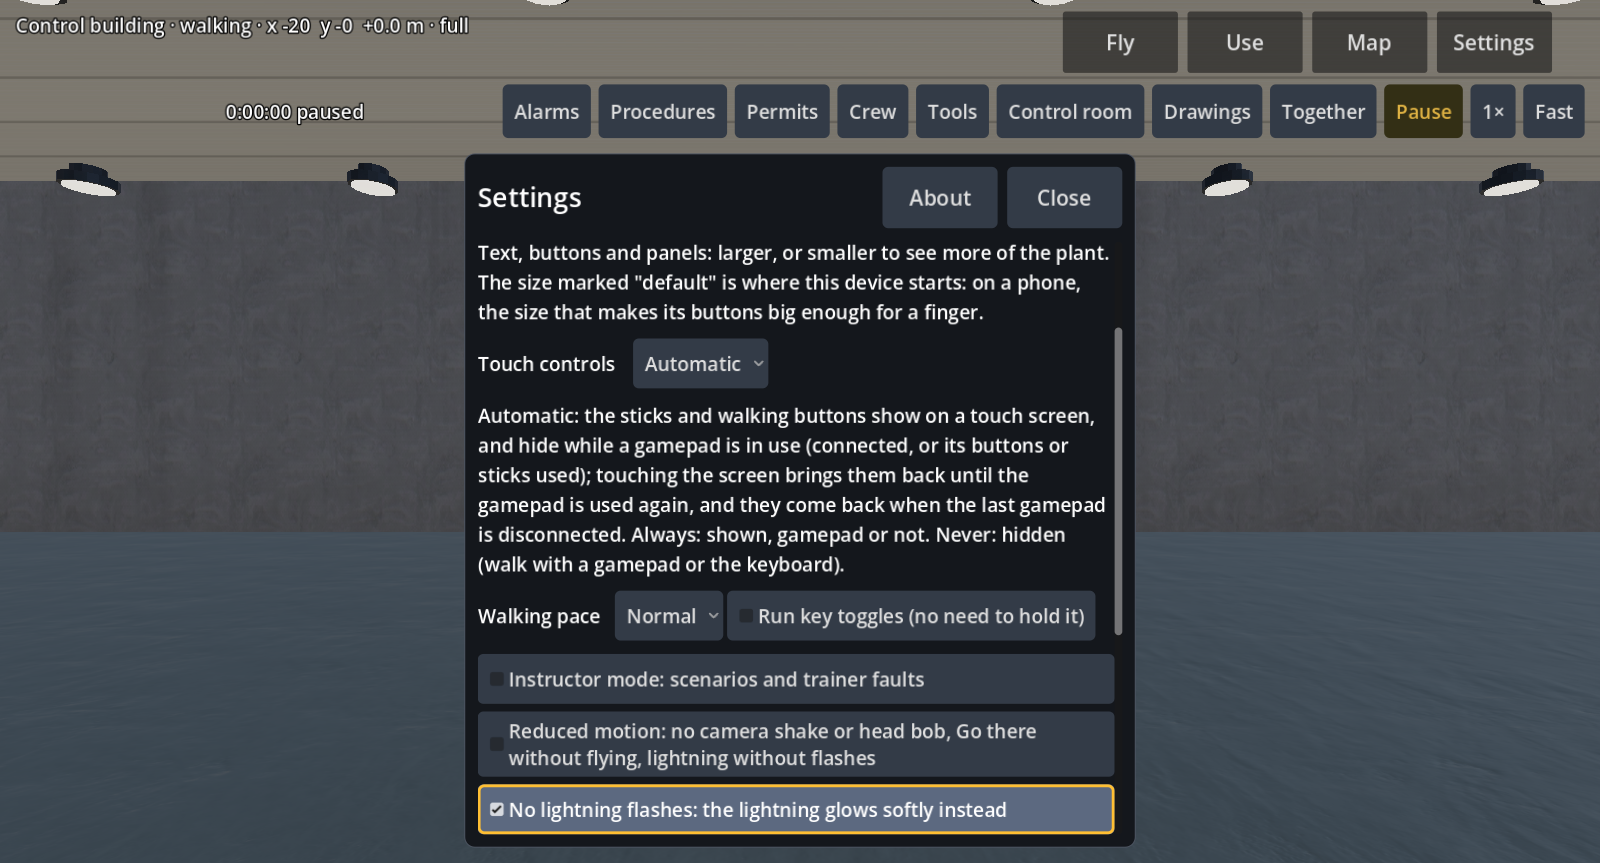 Control building · walking · x -20 y -0 +0.0 m · full
Fly
Use
Map
Settings
0:00:00 paused
Alarms
Procedures
Permits
Crew
Tools
Control room
Drawings
Together
Pause
1×
Fast
Settings
About
Close
Text, buttons and panels: larger, or smaller to see more of the plant.
The size marked "default" is where this device starts: on a phone,
the size that makes its buttons big enough for a finger.
Touch controls
Automatic
Automatic: the sticks and walking buttons show on a touch screen,
and hide while a gamepad is in use (connected, or its buttons or
sticks used); touching the screen brings them back until the
gamepad is used again, and they come back when the last gamepad
is disconnected. Always: shown, gamepad or not. Never: hidden
(walk with a gamepad or the keyboard).
Walking pace
Normal
Run key toggles (no need to hold it)
Instructor mode: scenarios and trainer faults
Reduced motion: no camera shake or head bob, Go there
without flying, lightning without flashes
No lightning flashes: the lightning glows softly instead